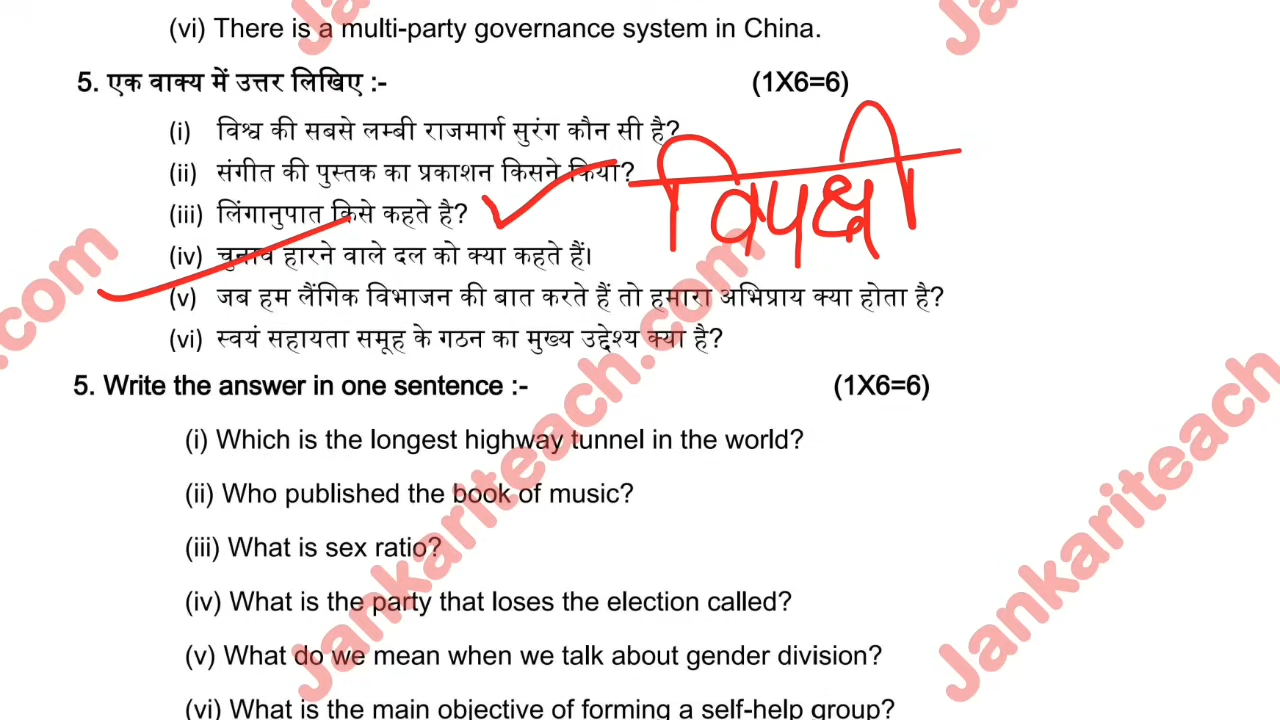 (vi) There is a multi-party governance system in China.
5. एक वाक्य में उत्तर लिखिए :- (1X6=6)
(i) विश्व की सबसे लम्बी राजमार्ग सुरंग कौन सी है?
(ii) संगीत की पुस्तक का प्रकाशन किसने किया?
(iii) लिंगानुपात किसे कहते है?
विपक्षी
(iv) चुनाव हारने वाले दल को क्या कहते हैं।
(v) जब हम लैंगिक विभाजन की बात करते हैं तो हमारा अभिप्राय क्या होता है?
(vi) स्वयं सहायता समूह के गठन का मुख्य उद्देश्य क्या है?
5. Write the answer in one sentence :- (1X6=6)
(i) Which is the longest highway tunnel in the world?
(ii) Who published the book of music?
(iii) What is sex ratio?
(iv) What is the party that loses the election called?
(v) What do we mean when we talk about gender division?
(vi) What is the main objective of forming a self-help group?
Jankariteach.com
Jankariteach.com
.com